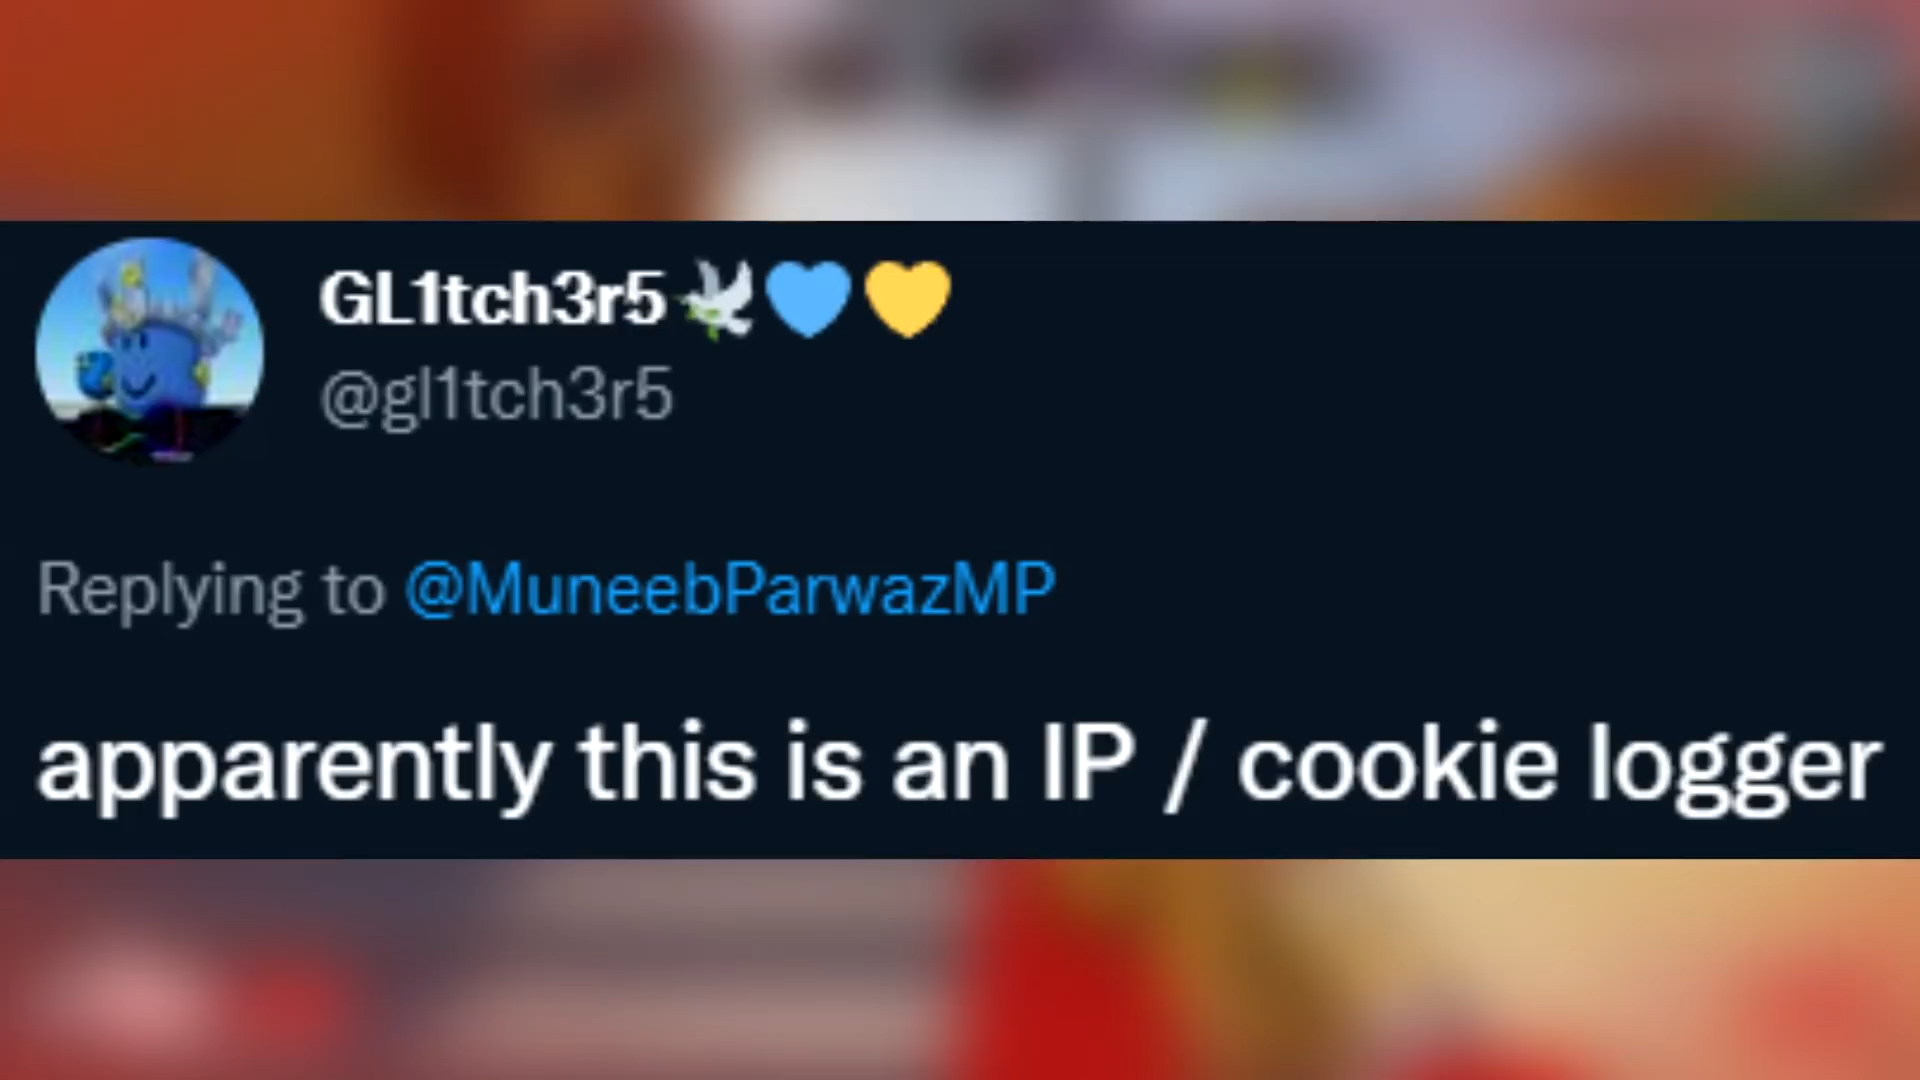 GL1tch3r5🕊️💙💛
@gl1tch3r5
Replying to @MuneebParwazMP
apparently this is an IP / cookie logger